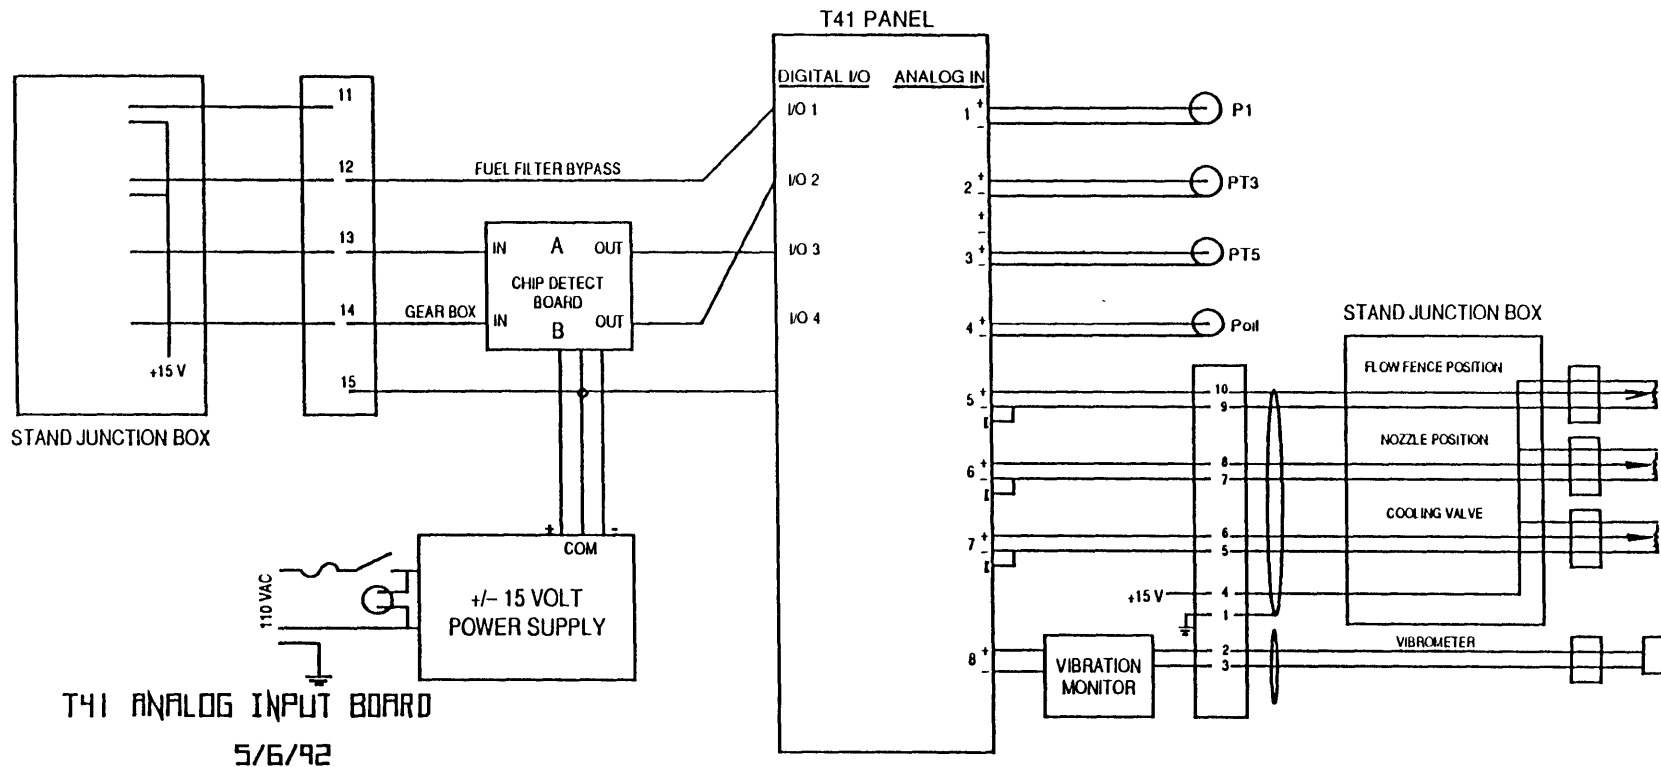 T41 PANEL
DIGITAL I/O
ANALOG IN
11
I/O 1
1 + -
P1
12
FUEL FILTER BYPASS
I/O 2
2 + -
PT3
+
-
13
IN A OUT
I/O 3
3 + -
PT5
CHIP DETECT
BOARD
14
GEAR BOX
IN B OUT
I/O 4
4 + -
Poil
STAND JUNCTION BOX
+15 V
15
FLOW FENCE POSITION
5 + -
10
9
STAND JUNCTION BOX
NOZZLE POSITION
6 + -
8
7
COOLING VALVE
7 + -
6
5
+ -
COM
110 VAC
+/- 15 VOLT
POWER SUPPLY
+15 V
4
1
VIBROMETER
8 + -
VIBRATION
MONITOR
2
3
T41 ANALOG INPUT BOARD
5/6/92